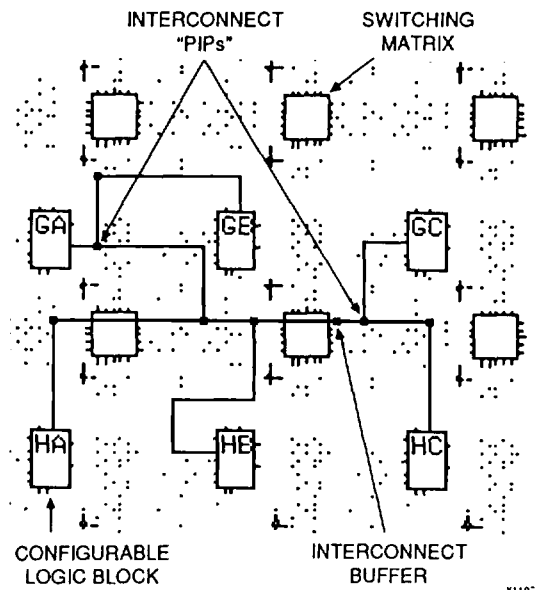 INTERCONNECT
"PIPs"
SWITCHING
MATRIX
GA
GB
GC
HA
HB
HC
CONFIGURABLE
LOGIC BLOCK
INTERCONNECT
BUFFER